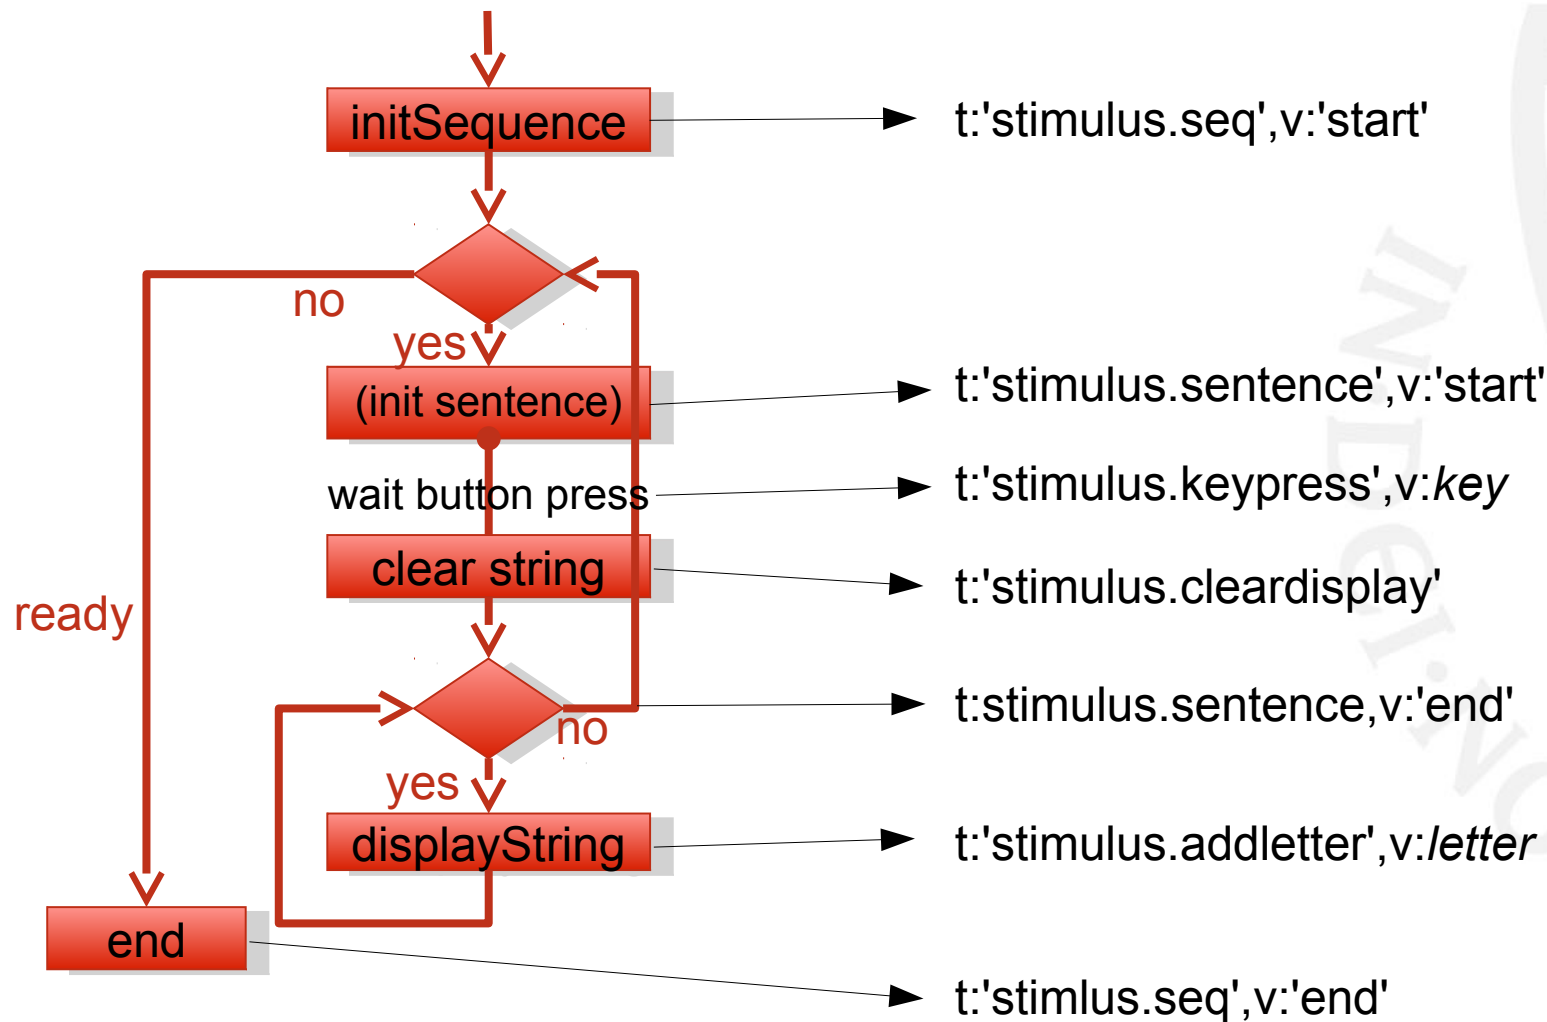 initSequence
t:'stimulus.seq',v:'start'
no
yes
(init sentence)
t:'stimulus.sentence',v:'start'
wait button press
t:'stimulus.keypress',v:key
clear string
t:'stimulus.cleardisplay'
ready
no
t:stimulus.sentence,v:'end'
yes
displayString
t:'stimulus.addletter',v:letter
end
t:'stimlus.seq',v:'end'